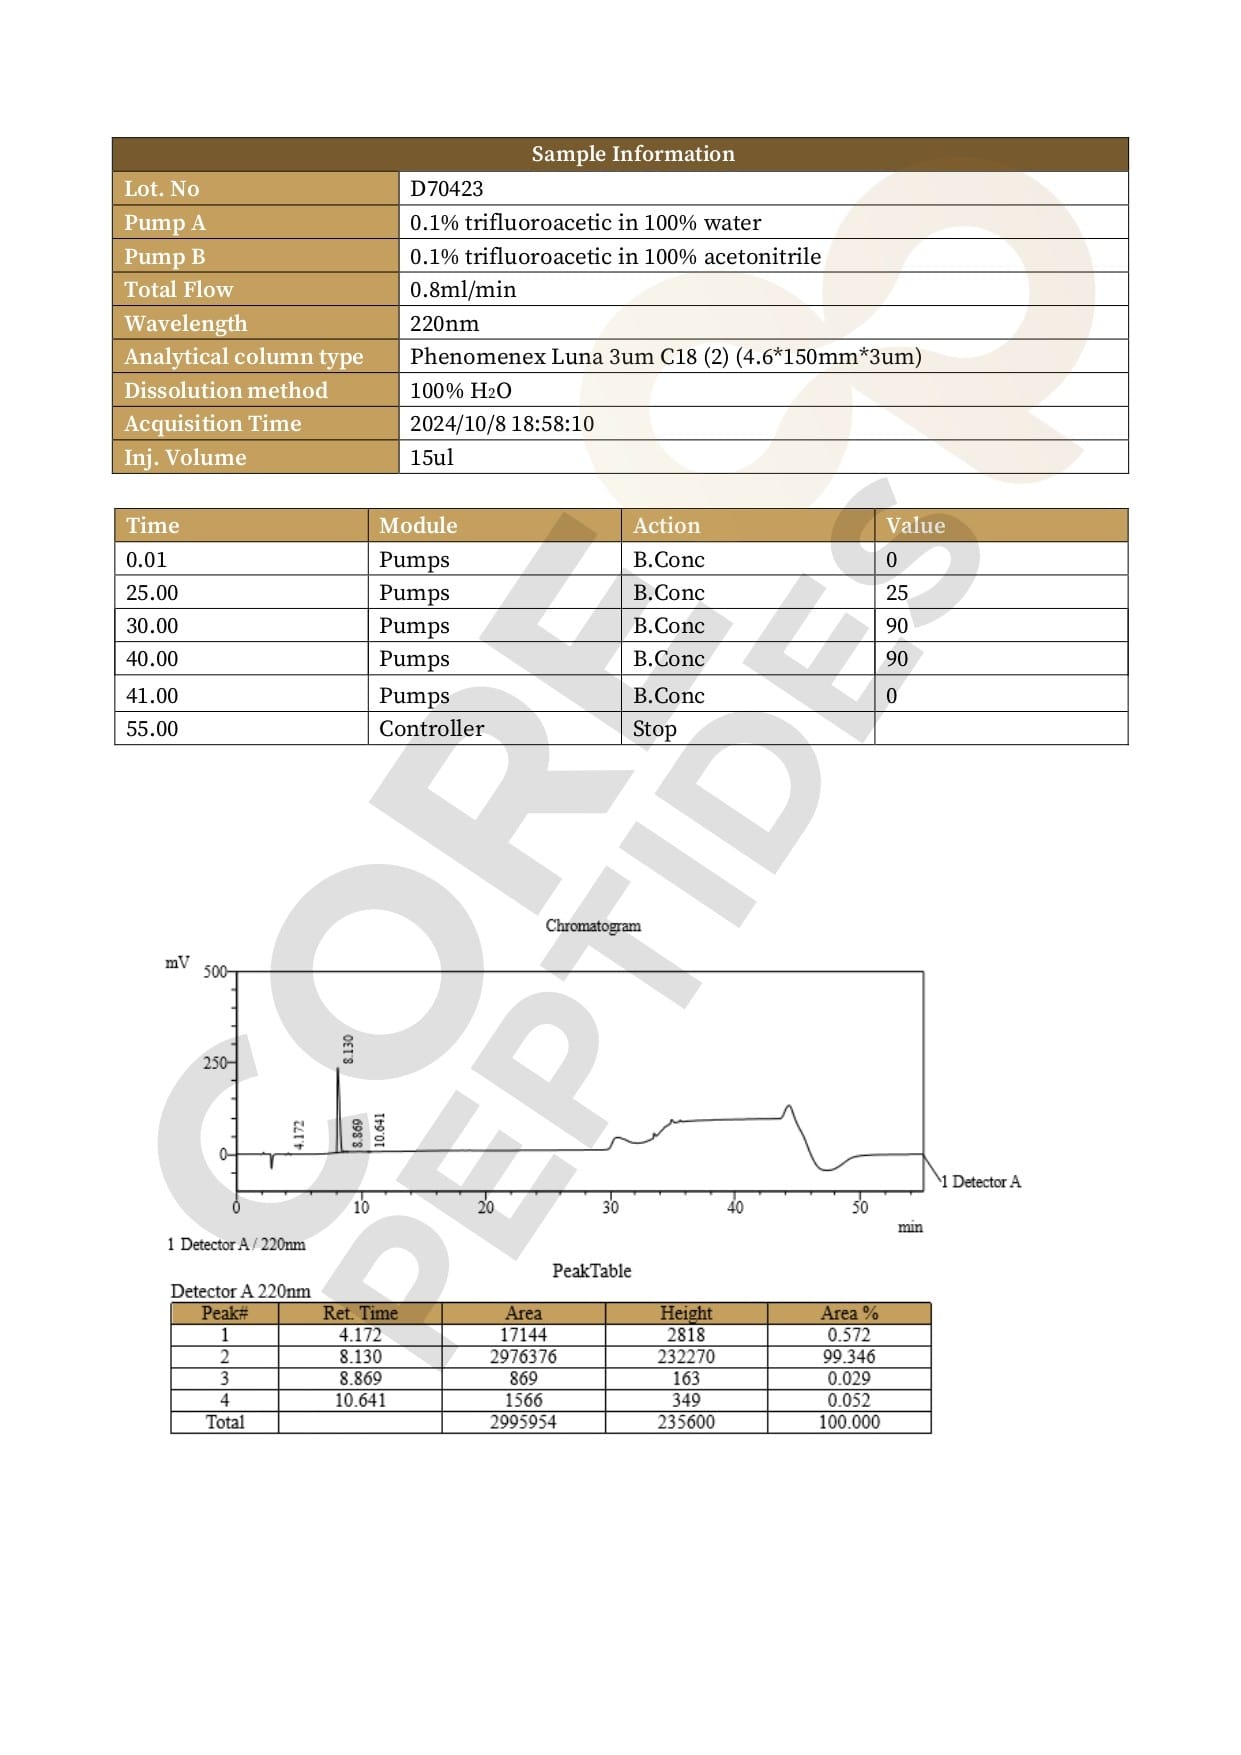 Sample Information
Lot. No D70423
Pump A 0.1% trifluoroacetic in 100% water
Pump B 0.1% trifluoroacetic in 100% acetonitrile
Total Flow 0.8ml/min
Wavelength 220nm
Analytical column type Phenomenex Luna 3um C18 (2) (4.6*150mm*3um)
Dissolution method 100% H₂O
Acquisition Time 2024/10/8 18:58:10
Inj. Volume 15ul
Time Module Action Value
0.01 Pumps B.Conc 0
25.00 Pumps B.Conc 25
30.00 Pumps B.Conc 90
40.00 Pumps B.Conc 90
41.00 Pumps B.Conc 0
55.00 Controller Stop
CORE
PEPTIDES
Chromatogram
mV
500
250
0
4.172
8.130
8.869
10.641
0 10 20 30 40 50
min
1 Detector A
1 Detector A / 220nm
PeakTable
Detector A 220nm
Peak# Ret. Time Area Height Area %
1 4.172 17144 2818 0.572
2 8.130 2976376 232270 99.346
3 8.869 869 163 0.029
4 10.641 1566 349 0.052
Total 2995954 235600 100.000